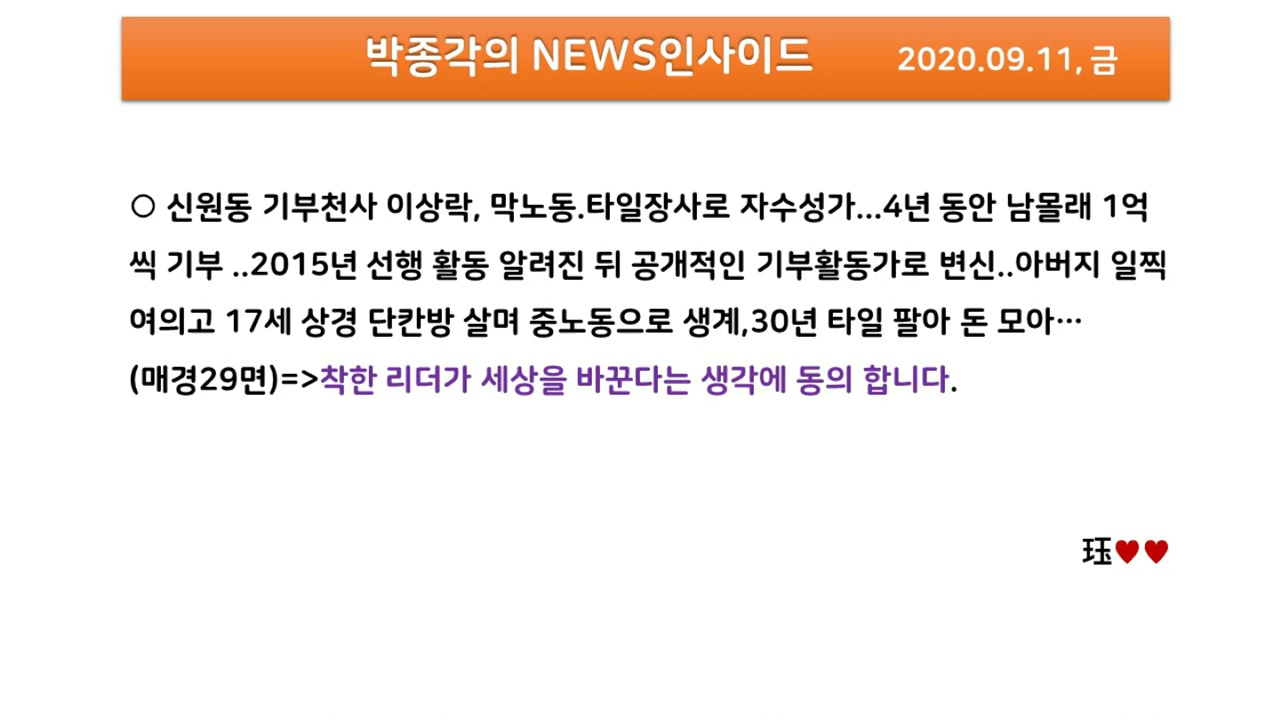 박종각의 NEWS인사이드 2020.09.11, 금
○ 신원동 기부천사 이상락, 막노동.타일장사로 자수성가...4년 동안 남몰래 1억
씩 기부 ..2015년 선행 활동 알려진 뒤 공개적인 기부활동가로 변신..아버지 일찍
여의고 17세 상경 단칸방 살며 중노동으로 생계,30년 타일 팔아 돈 모아…
(매경29면)=>착한 리더가 세상을 바꾼다는 생각에 동의 합니다.
珏♥♥